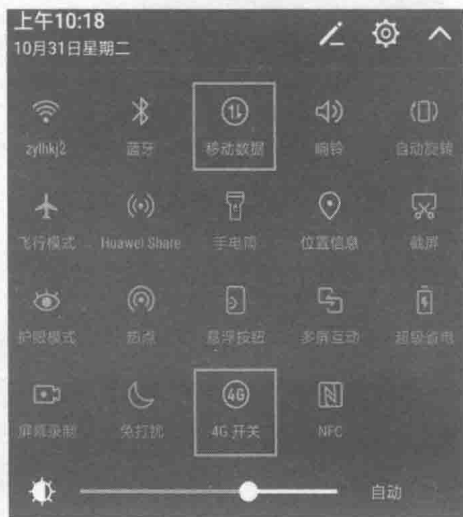 上午10:18
10月31日星期二
zylhkj2 蓝牙 移动数据 响铃 自动旋转
飞行模式 Huawei Share 手电筒 位置信息 截屏
护眼模式 热点 悬浮按钮 多屏互动 超级省电
4G
屏幕录制 免打扰 4G 开关 NFC
自动